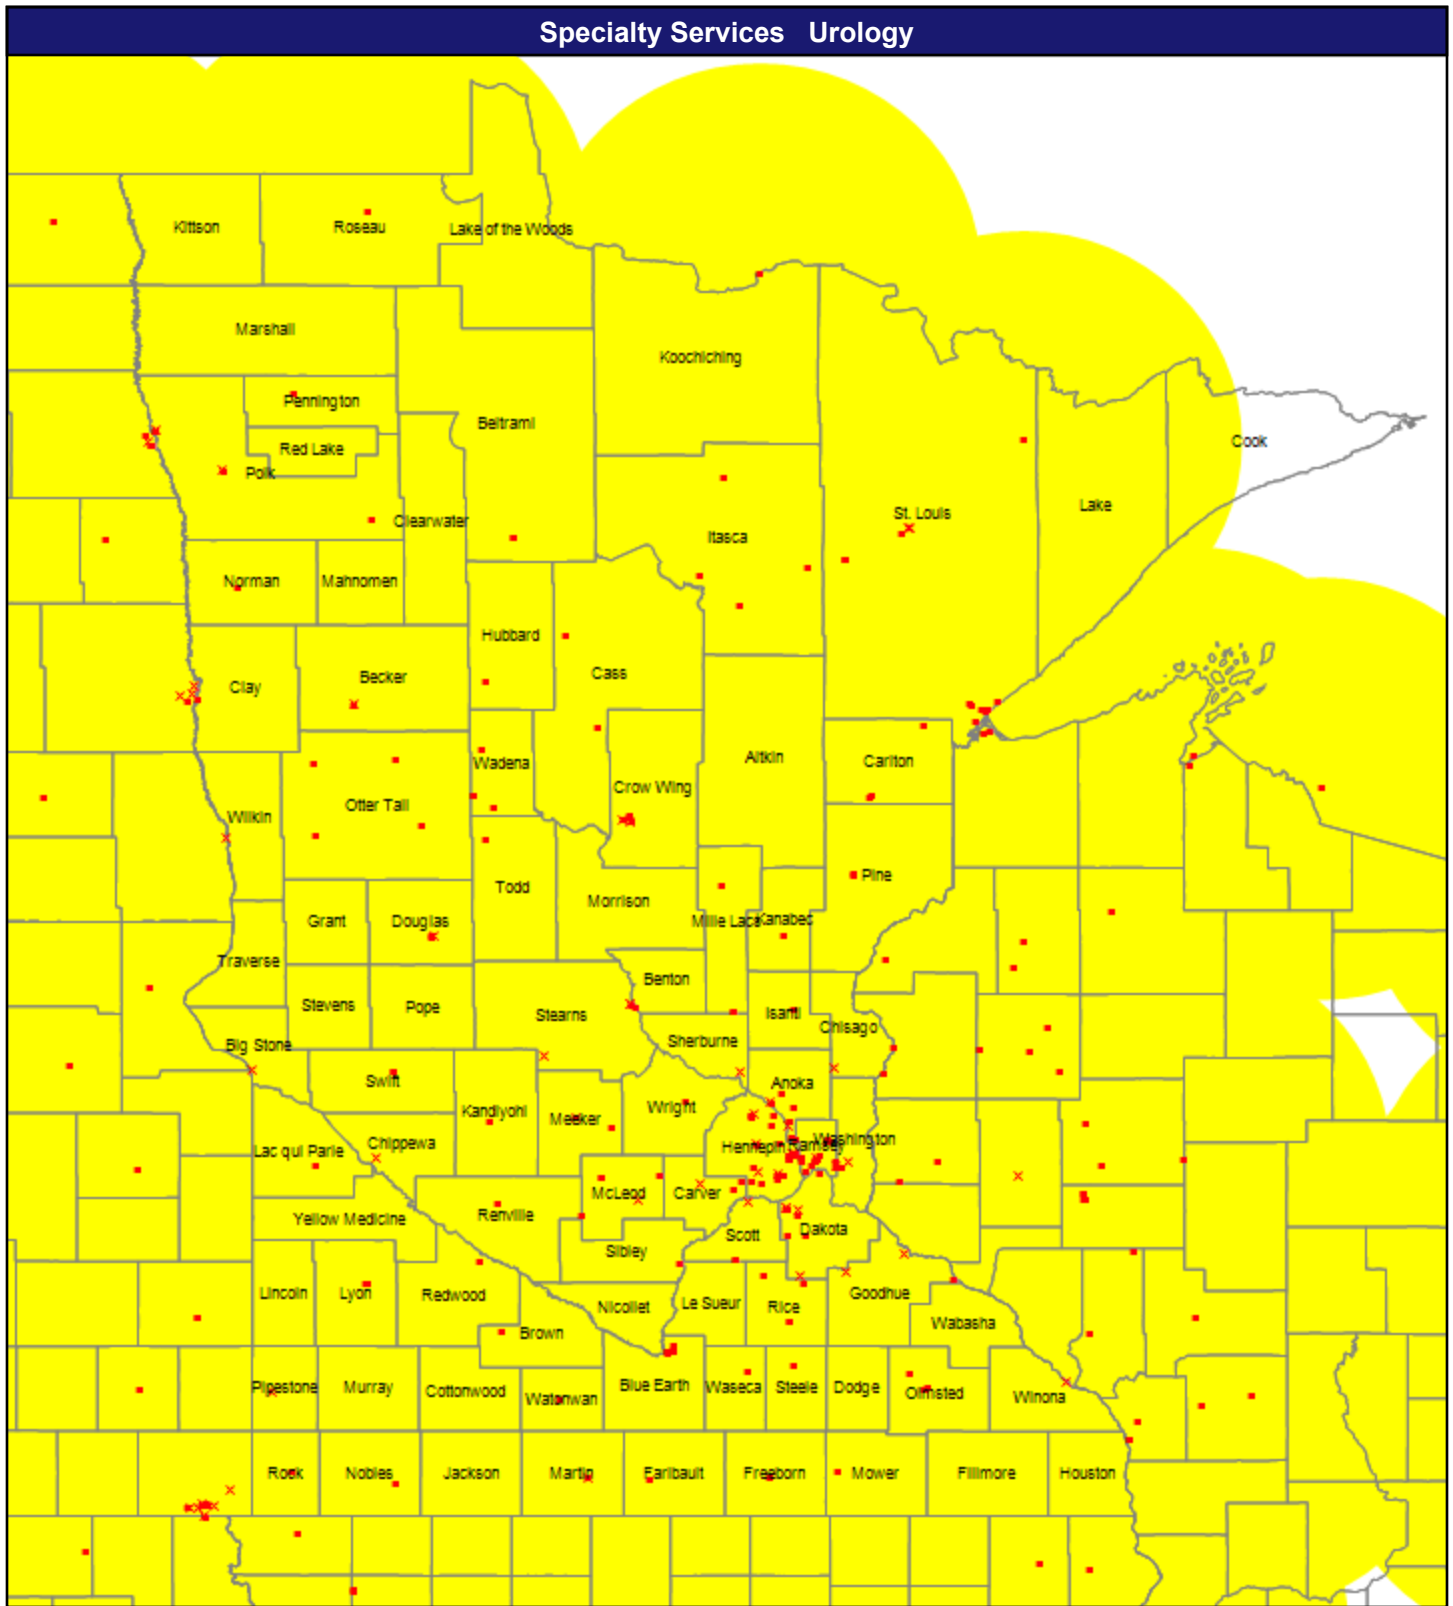 Specialty Services Urology
Kittson
Roseau
Lake of the Woods
Marshall
Koochiching
Pennington
Beltrami
Red Lake
Polk
Cook
Clearwater
St. Louis
Lake
Itasca
Norman
Mahnomen
Hubbard
Cass
Clay
Becker
Wadena
Aitkin
Carlton
Crow Wing
Otter Tail
Wilkin
Todd
Pine
Morrison
Grant
Douglas
Mille Lacs
Kanabec
Traverse
Benton
Stevens
Pope
Stearns
Isanti
Chisago
Big Stone
Sherburne
Swift
Anoka
Kandiyohi
Meeker
Wright
Lac qui Parle
Chippewa
Hennepin
Ramsey
Washington
McLeod
Carver
Yellow Medicine
Renville
Scott
Dakota
Sibley
Lincoln
Lyon
Redwood
Nicollet
Le Sueur
Rice
Goodhue
Brown
Wabasha
Pipestone
Murray
Cottonwood
Watonwan
Blue Earth
Waseca
Steele
Dodge
Olmsted
Winona
Rock
Nobles
Jackson
Martin
Faribault
Freeborn
Mower
Fillmore
Houston